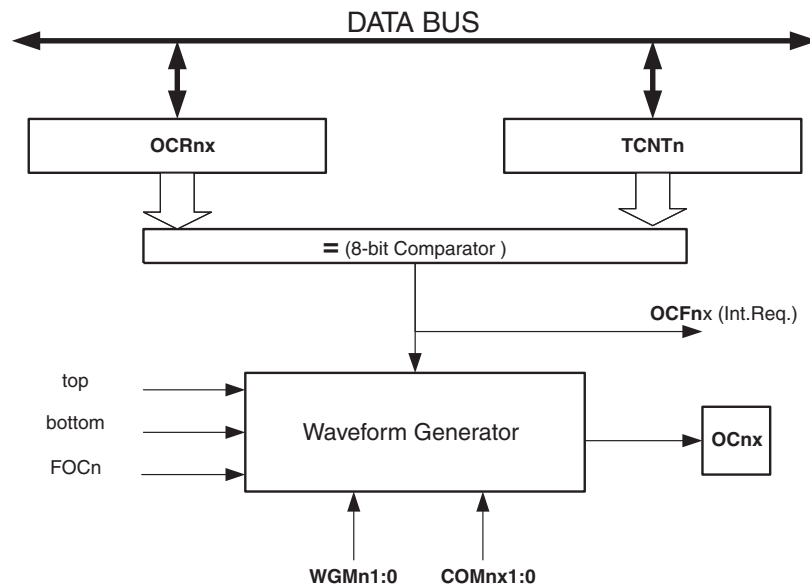 DATA BUS
OCRnx
TCNTn
= (8-bit Comparator )
OCFnx (Int.Req.)
top
bottom
FOCn
Waveform Generator
OCnx
WGMn1:0
COMnx1:0